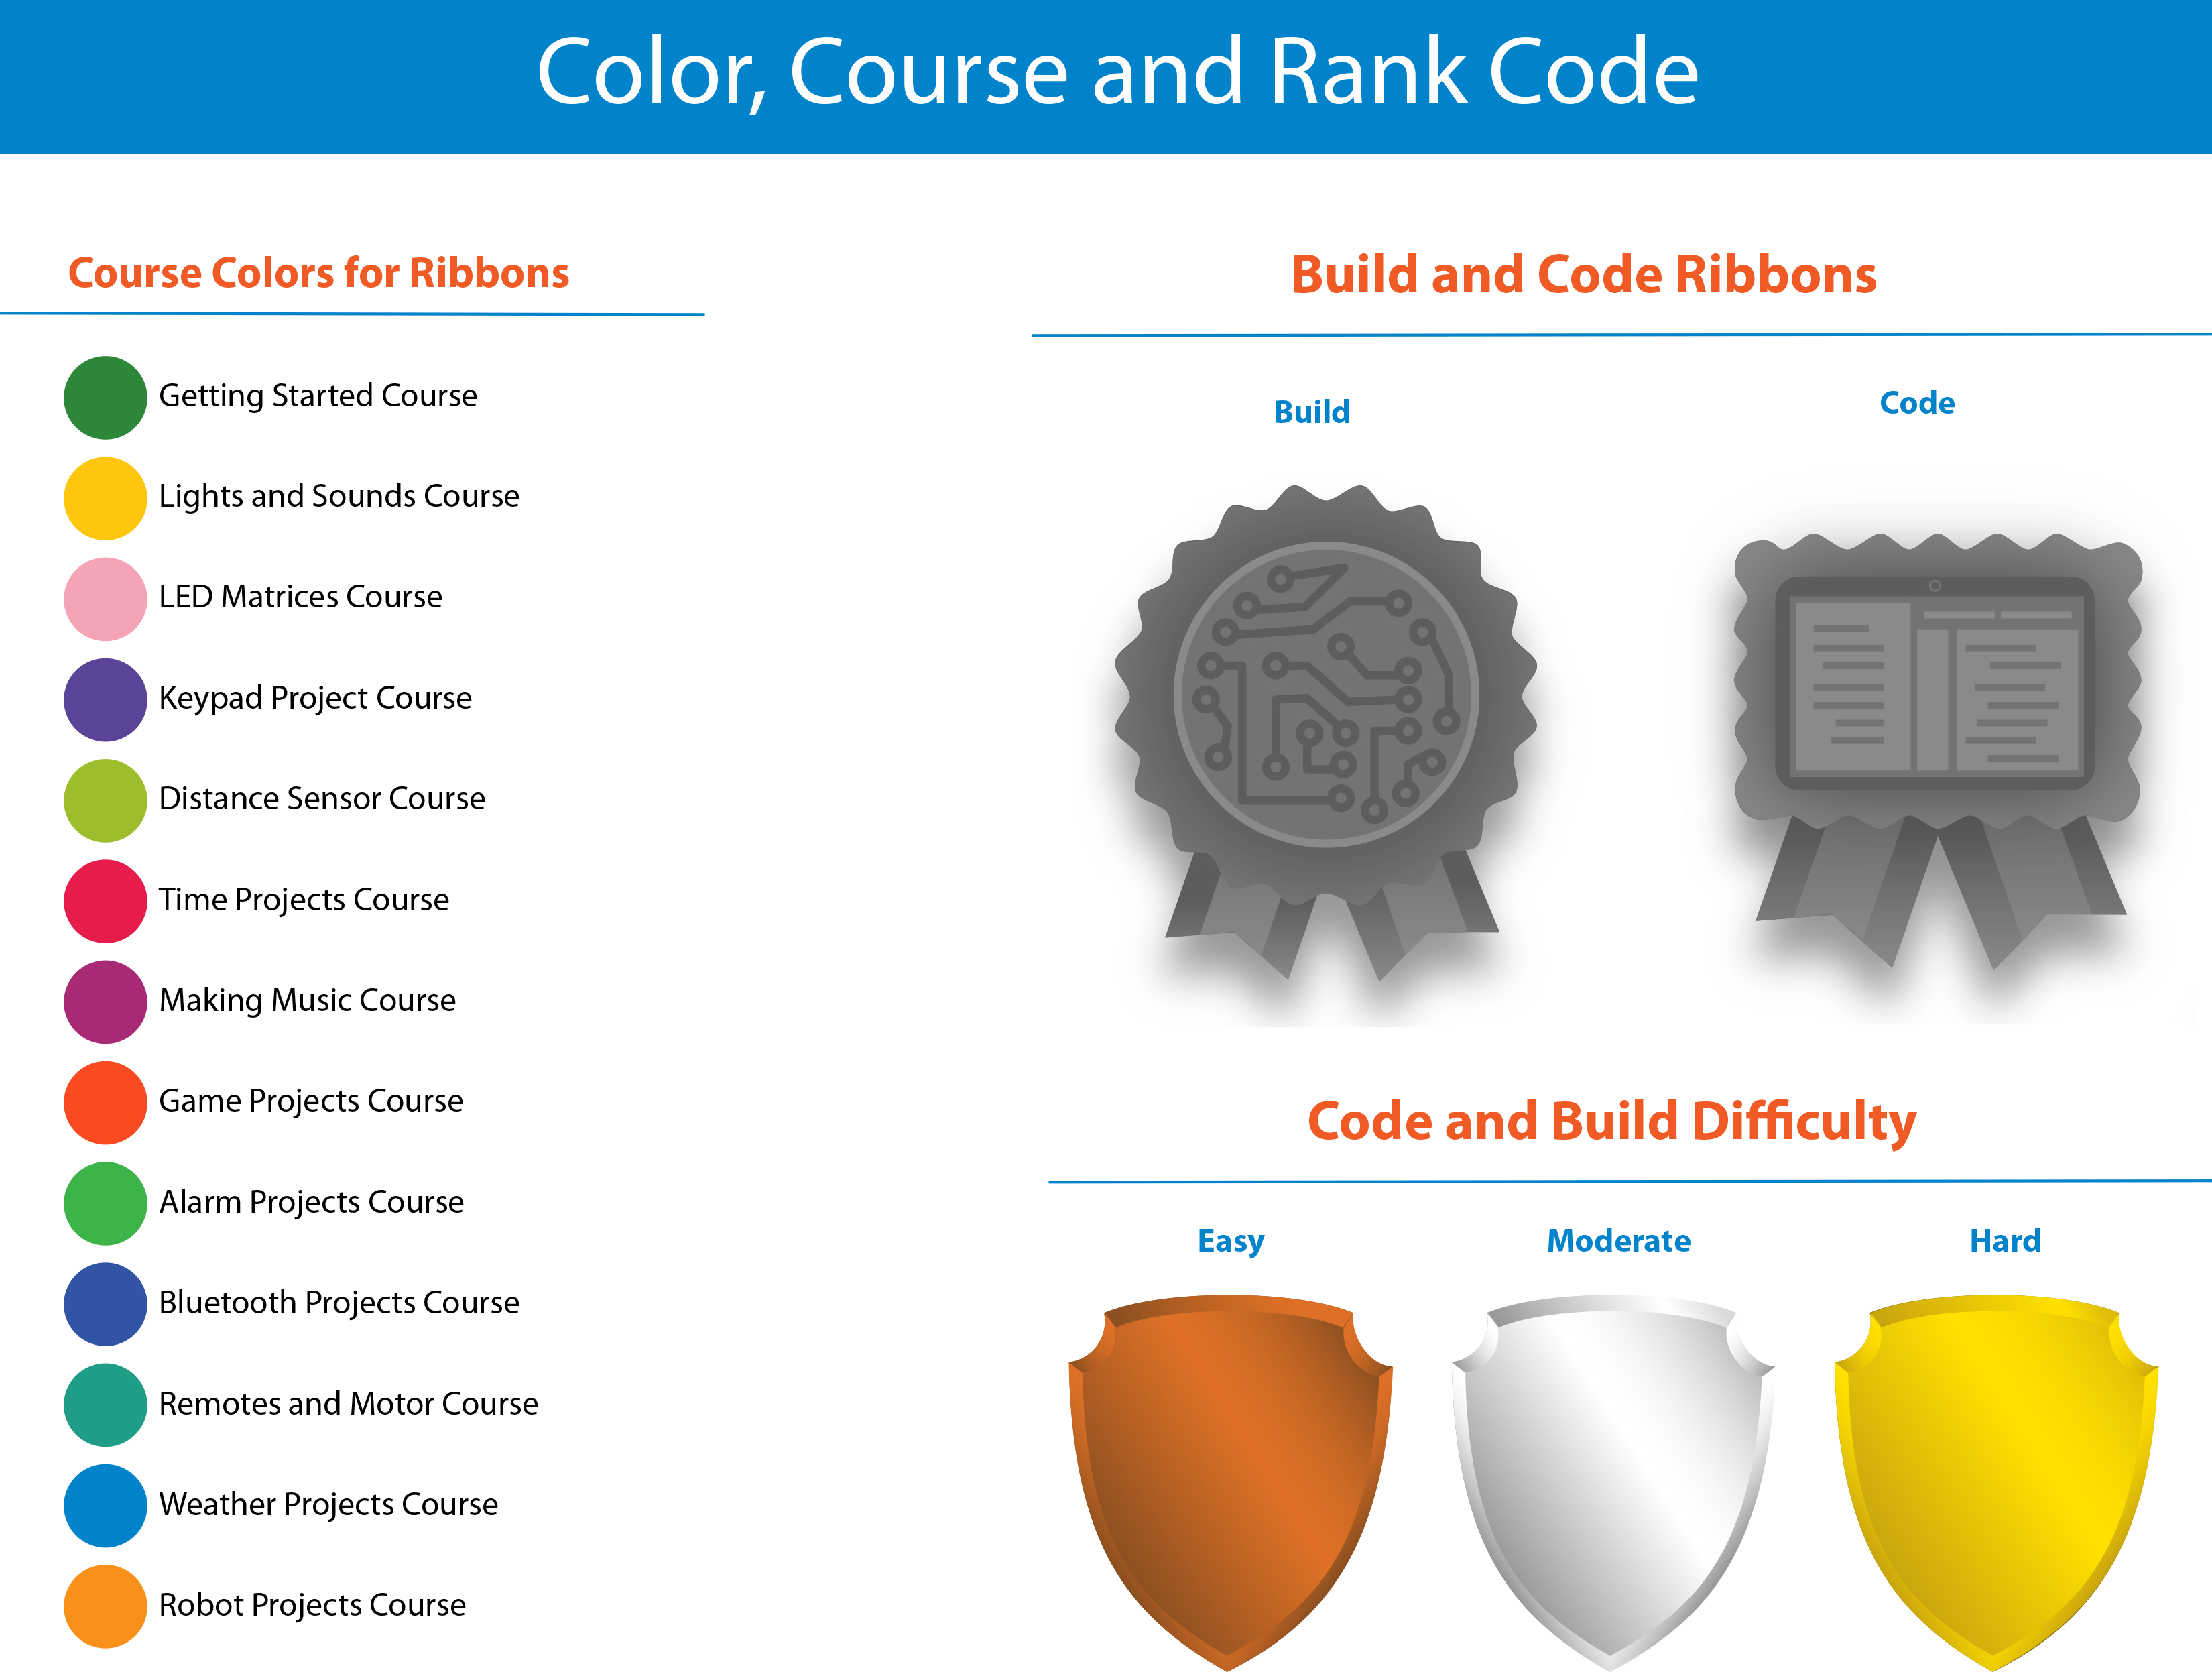 Color, Course and Rank Code
Course Colors for Ribbons
Getting Started Course
Lights and Sounds Course
LED Matrices Course
Keypad Project Course
Distance Sensor Course
Time Projects Course
Making Music Course
Game Projects Course
Alarm Projects Course
Bluetooth Projects Course
Remotes and Motor Course
Weather Projects Course
Robot Projects Course
Build and Code Ribbons
Build
Code
Code and Build Difficulty
Easy
Moderate
Hard